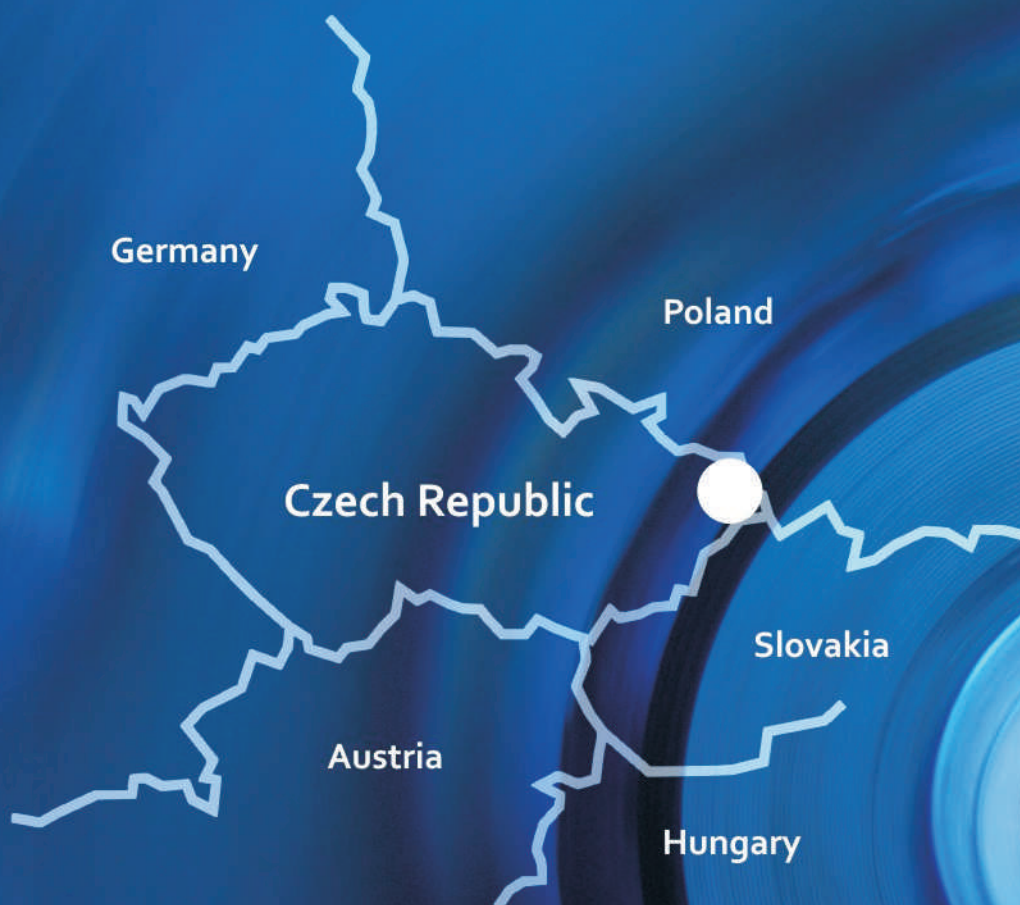 Germany
Poland
Czech Republic
Slovakia
Austria
Hungary